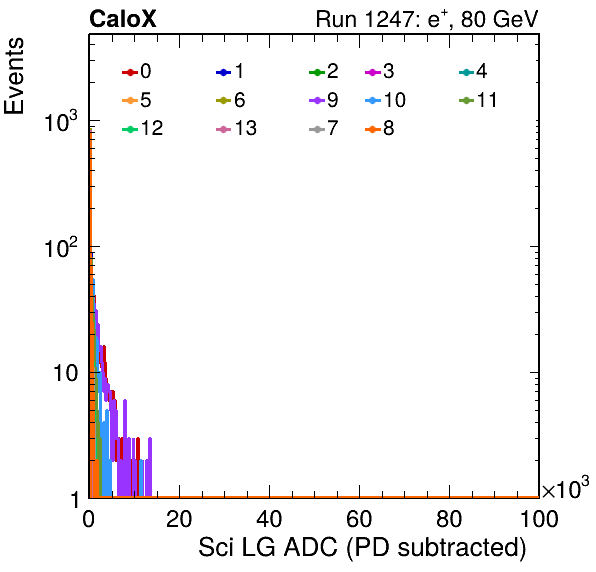 CaloX Run 1247: e⁺, 80 GeV
Events
0 1 2 3 4
5 6 9 10 11
12 13 7 8
10³
10²
10
1
0 20 40 60 80 100
×10³
Sci LG ADC (PD subtracted)